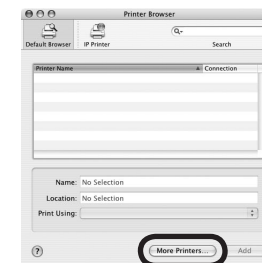 Printer Browser
Default Browser IP Printer Search
Printer Name Connection
Name: No Selection
Location: No Selection
Print Using:
? More Printers... Add